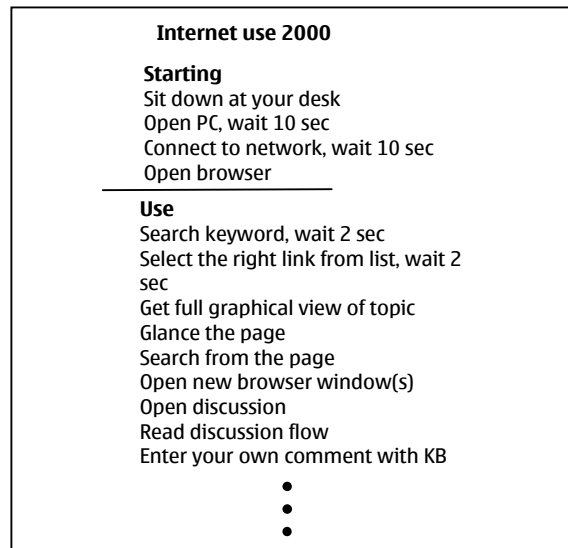 Internet use 2000
Starting
Sit down at your desk
Open PC, wait 10 sec
Connect to network, wait 10 sec
Open browser
Use
Search keyword, wait 2 sec
Select the right link from list, wait 2
sec
Get full graphical view of topic
Glance the page
Search from the page
Open new browser window(s)
Open discussion
Read discussion flow
Enter your own comment with KB
•
•
•